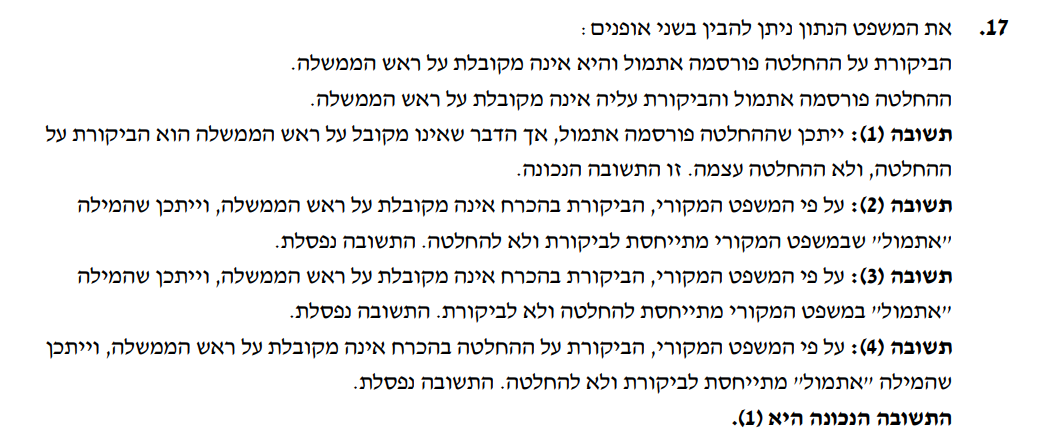 17. את המשפט הנתון ניתן להבין בשני אופנים:
הביקורת על ההחלטה פורסמה אתמול והיא אינה מקובלת על ראש הממשלה.
ההחלטה פורסמה אתמול והביקורת עליה אינה מקובלת על ראש הממשלה.
תשובה (1): ייתכן שההחלטה פורסמה אתמול, אך הדבר שאינו מקובל על ראש הממשלה הוא הביקורת על
ההחלטה, ולא ההחלטה עצמה. זו התשובה הנכונה.
תשובה (2): על פי המשפט המקורי, הביקורת בהכרח אינה מקובלת על ראש הממשלה, וייתכן שהמילה
"אתמול" שבמשפט המקורי מתייחסת לביקורת ולא להחלטה. התשובה נפסלת.
תשובה (3): על פי המשפט המקורי, הביקורת בהכרח אינה מקובלת על ראש הממשלה, וייתכן שהמילה
"אתמול" במשפט המקורי מתייחסת להחלטה ולא לביקורת. התשובה נפסלת.
תשובה (4): על פי המשפט המקורי, הביקורת על ההחלטה בהכרח אינה מקובלת על ראש הממשלה, וייתכן
שהמילה "אתמול" מתייחסת לביקורת ולא להחלטה. התשובה נפסלת.
התשובה הנכונה היא (1).